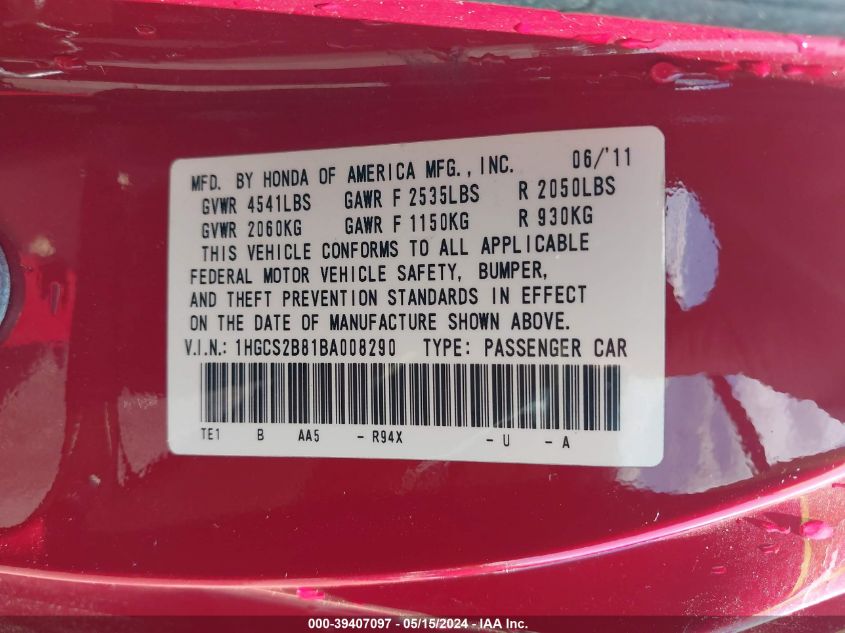 MFD. BY HONDA OF AMERICA MFG., INC. 06/'11
GVWR 4541LBS GAWR F 2535LBS R 2050LBS
GVWR 2060KG GAWR F 1150KG R 930KG
THIS VEHICLE CONFORMS TO ALL APPLICABLE
FEDERAL MOTOR VEHICLE SAFETY, BUMPER,
AND THEFT PREVENTION STANDARDS IN EFFECT
ON THE DATE OF MANUFACTURE SHOWN ABOVE.
V.I.N.: 1HGCS2B81BA008290 TYPE: PASSENGER CAR
TE1 B AA5 - R94X - U - A
000-39407097 - 05/15/2024 - IAA Inc.